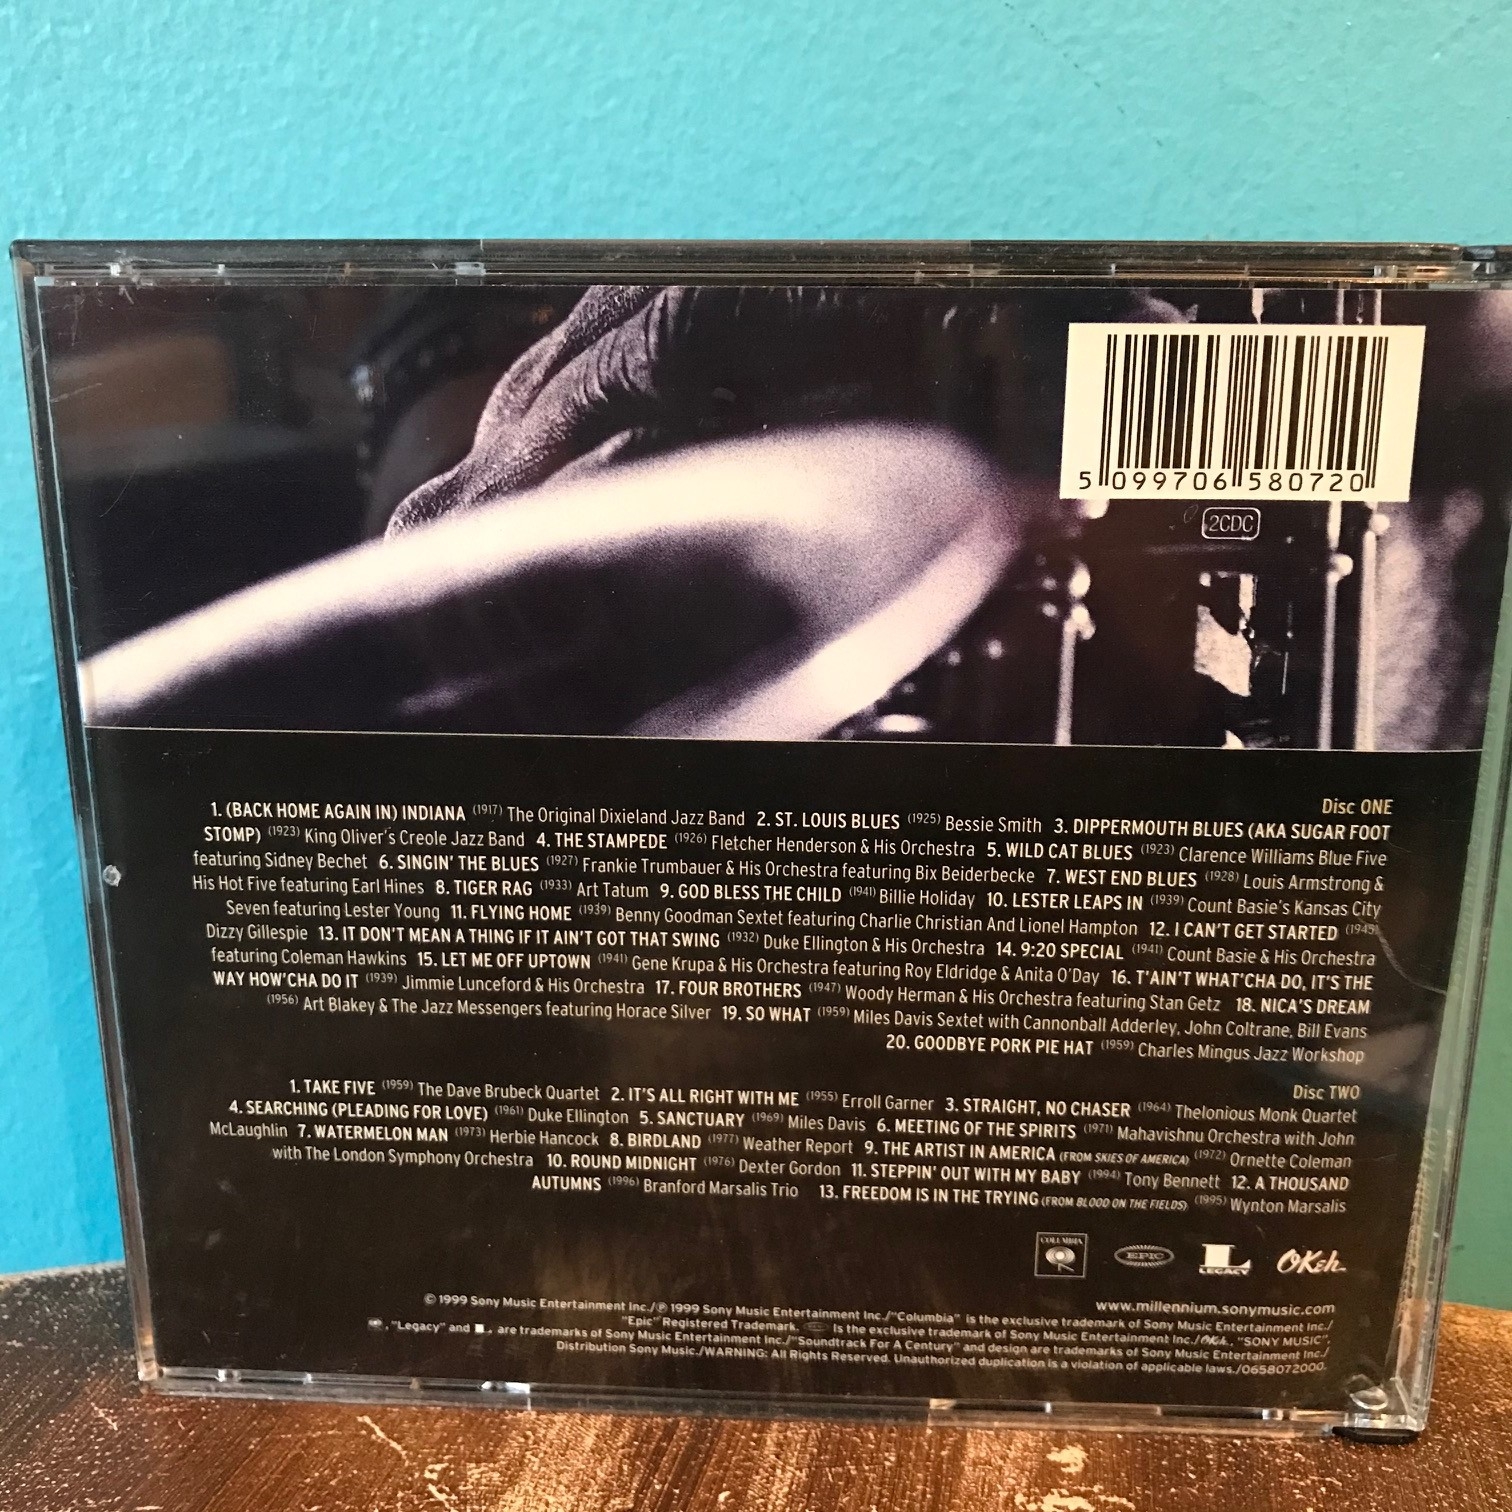 5 099706 580720
2CDC
Disc ONE
1. (BACK HOME AGAIN IN) INDIANA (1917) The Original Dixieland Jazz Band 2. ST. LOUIS BLUES (1925) Bessie Smith 3. DIPPERMOUTH BLUES (AKA SUGAR FOOT
STOMP) (1923) King Oliver's Creole Jazz Band 4. THE STAMPEDE (1926) Fletcher Henderson & His Orchestra 5. WILD CAT BLUES (1923) Clarence Williams Blue Five
featuring Sidney Bechet 6. SINGIN' THE BLUES (1927) Frankie Trumbauer & His Orchestra featuring Bix Beiderbecke 7. WEST END BLUES (1928) Louis Armstrong &
His Hot Five featuring Earl Hines 8. TIGER RAG (1933) Art Tatum 9. GOD BLESS THE CHILD (1941) Billie Holiday 10. LESTER LEAPS IN (1939) Count Basie's Kansas City
Seven featuring Lester Young 11. FLYING HOME (1939) Benny Goodman Sextet featuring Charlie Christian And Lionel Hampton 12. I CAN'T GET STARTED (1945)
Dizzy Gillespie 13. IT DON'T MEAN A THING IF IT AIN'T GOT THAT SWING (1932) Duke Ellington & His Orchestra 14. 9:20 SPECIAL (1941) Count Basie & His Orchestra
featuring Coleman Hawkins 15. LET ME OFF UPTOWN (1941) Gene Krupa & His Orchestra featuring Roy Eldridge & Anita O'Day 16. T'AIN'T WHAT'CHA DO, IT'S THE
WAY HOW'CHA DO IT (1939) Jimmie Lunceford & His Orchestra 17. FOUR BROTHERS (1947) Woody Herman & His Orchestra featuring Stan Getz 18. NICA'S DREAM
(1956) Art Blakey & The Jazz Messengers featuring Horace Silver 19. SO WHAT (1959) Miles Davis Sextet with Cannonball Adderley, John Coltrane, Bill Evans
20. GOODBYE PORK PIE HAT (1959) Charles Mingus Jazz Workshop
Disc TWO
1. TAKE FIVE (1959) The Dave Brubeck Quartet 2. IT'S ALL RIGHT WITH ME (1955) Erroll Garner 3. STRAIGHT, NO CHASER (1964) Thelonious Monk Quartet
4. SEARCHING (PLEADING FOR LOVE) (1961) Duke Ellington 5. SANCTUARY (1969) Miles Davis 6. MEETING OF THE SPIRITS (1971) Mahavishnu Orchestra with John
McLaughlin 7. WATERMELON MAN (1973) Herbie Hancock 8. BIRDLAND (1977) Weather Report 9. THE ARTIST IN AMERICA (FROM SKIES OF AMERICA) (1972) Ornette Coleman
with The London Symphony Orchestra 10. ROUND MIDNIGHT (1976) Dexter Gordon 11. STEPPIN' OUT WITH MY BABY (1994) Tony Bennett 12. A THOUSAND
AUTUMNS (1996) Branford Marsalis Trio 13. FREEDOM IS IN THE TRYING (FROM BLOOD ON THE FIELDS) (1995) Wynton Marsalis
COLUMBIA EPIC L LEGACY OKeh
www.millennium.sonymusic.com
© 1999 Sony Music Entertainment Inc./℗ 1999 Sony Music Entertainment Inc./"Columbia" is the exclusive trademark of Sony Music Entertainment Inc./
"Epic" Registered Trademark. is the exclusive trademark of Sony Music Entertainment Inc./OKeh., "SONY MUSIC",
, "Legacy" and L, are trademarks of Sony Music Entertainment Inc./"Soundtrack For A Century" and design are trademarks of Sony Music Entertainment Inc./
Distribution Sony Music./WARNING: All Rights Reserved. Unauthorized duplication is a violation of applicable laws./0658072000.